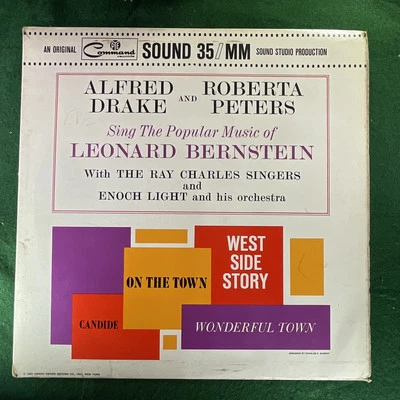 AN ORIGINAL Command SOUND 35/MM SOUND STUDIO PRODUCTION
ALFRED DRAKE AND ROBERTA PETERS
Sing The Popular Music of
LEONARD BERNSTEIN
With THE RAY CHARLES SINGERS
and
ENOCH LIGHT and his orchestra
WEST
SIDE
STORY
ON THE TOWN
CANDIDE
WONDERFUL TOWN